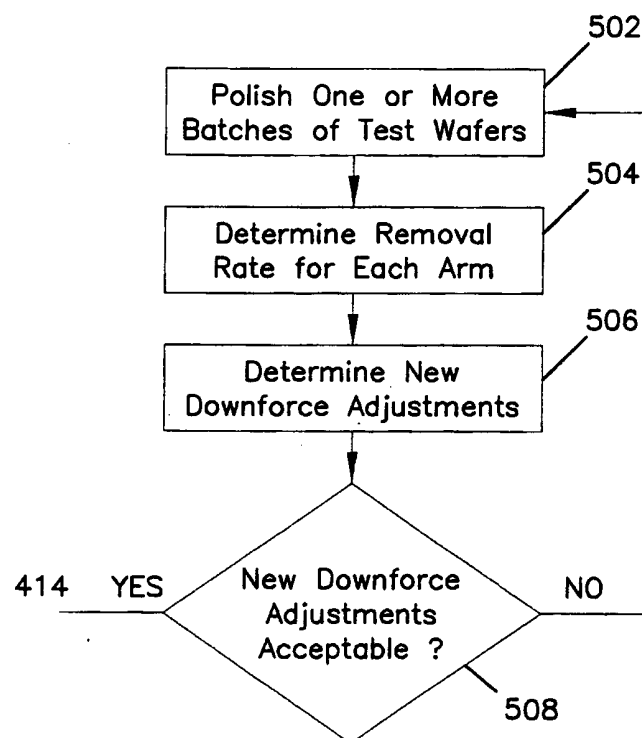 502
Polish One or More
Batches of Test Wafers
504
Determine Removal
Rate for Each Arm
506
Determine New
Downforce Adjustments
414 YES
New Downforce
Adjustments
Acceptable ?
NO
508